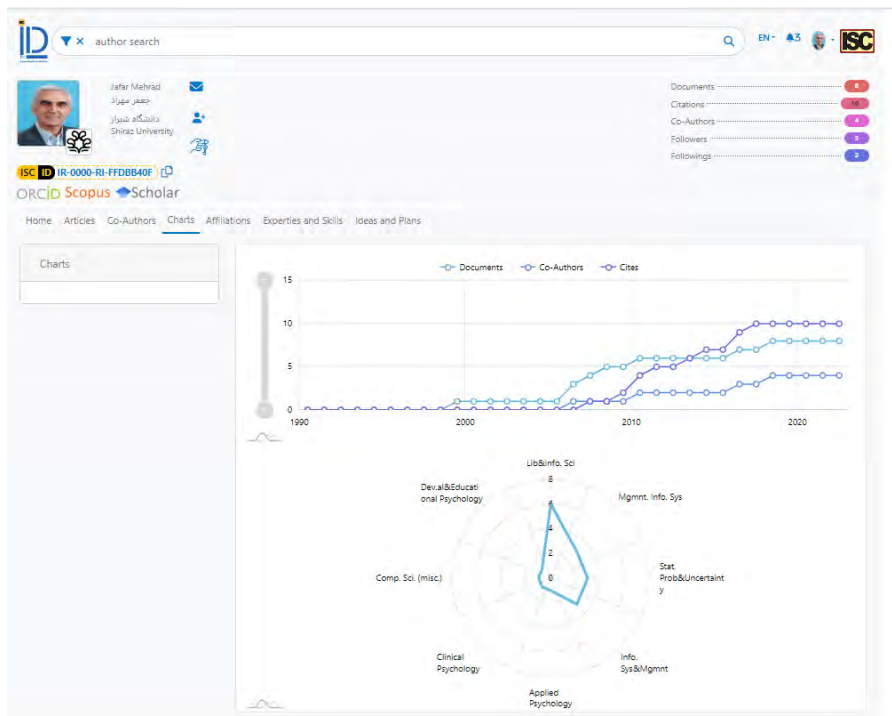 ISC
iD
author search
EN
3
ISC
Jafar Mehrad
جعفر مهراد
دانشگاه شیراز
Shiraz University
Documents 8
Citations 10
Co-Authors 4
Followers
Followings
ISC ID IR-0000-RI-FFDBB40F
ORCID Scopus Scholar
Home Articles Co-Authors Charts Affiliations Experties and Skills Ideas and Plans
Charts
Documents Co-Authors Cites
15
10
5
0
1990 2000 2010 2020
Lib&Info. Sci
8
6
4
2
0
Dev.al&Educati
onal Psychology
Mgmnt. Info. Sys
Comp. Sci. (misc.)
Stat.
Prob&Uncertaint
y
Clinical
Psychology
Info.
Sys&Mgmnt
Applied
Psychology